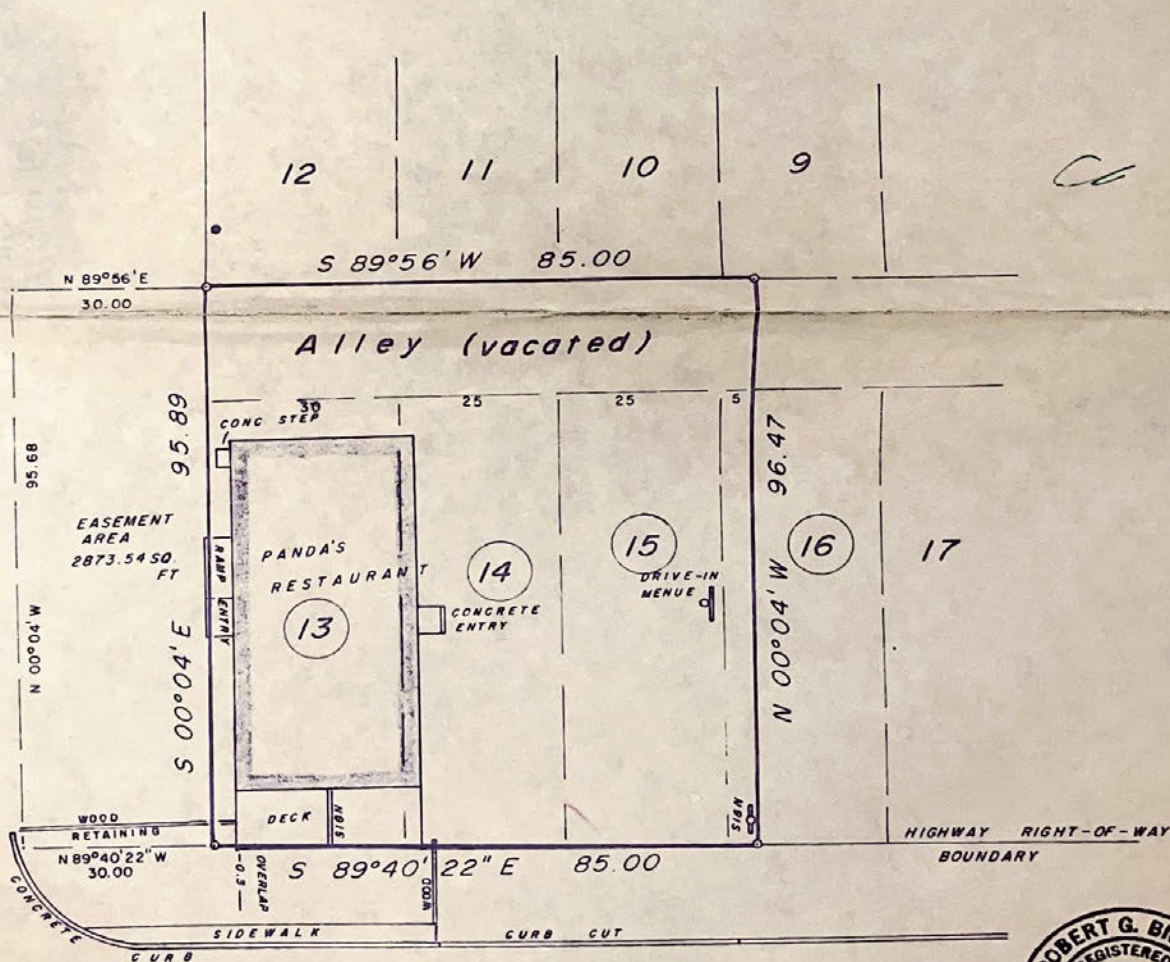 12
11
10
9
S 89°56' W 85.00
N 89°56' E
30.00
Alley (vacated)
30
25
25
5
CONC STEP
95.89
S 00°04' E
95.68
N 00°04' W
EASEMENT
AREA
2873.54 SQ.
FT
RAMP
ENTRY
PANDA'S
RESTAURANT
13
14
CONCRETE
ENTRY
15
DRIVE-IN
MENUE
96.47
N 00°04' W
16
17
WOOD
RETAINING
N 89°40'22" W
30.00
DECK
SIGN
SIGN
HIGHWAY RIGHT-OF-WAY
BOUNDARY
-0.3-
OVERLAP
S 89°40'22" E 85.00
WOOD
CONCRETE
SIDEWALK
CURB CUT
CURB
ROBERT G.